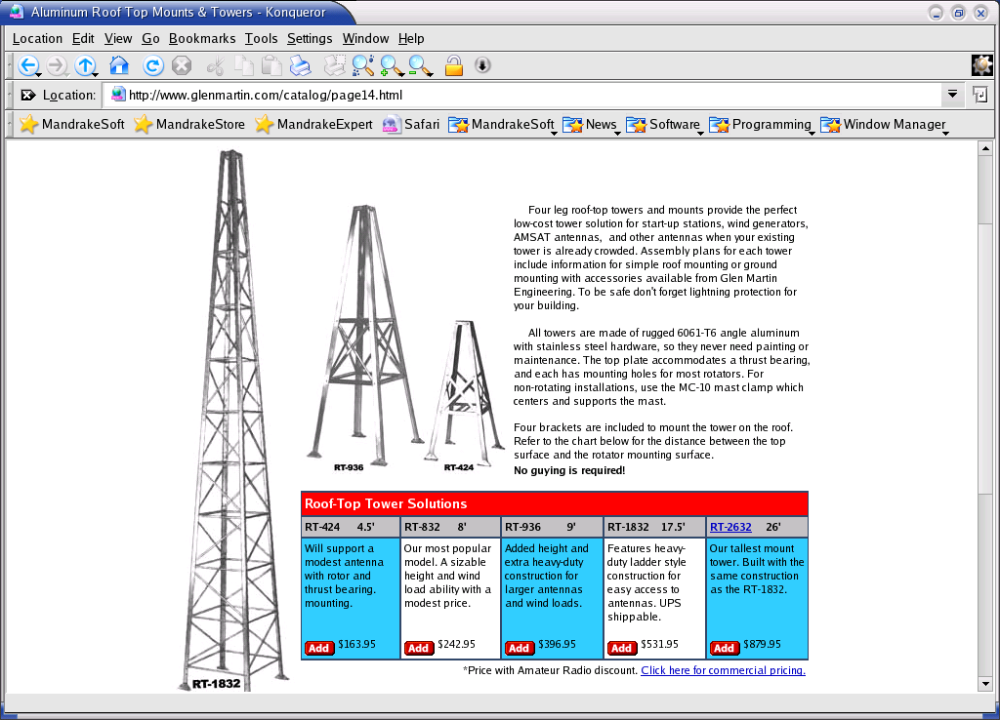 Aluminum Roof Top Mounts & Towers - Konqueror
Location Edit View Go Bookmarks Tools Settings Window Help
Location: http://www.glenmartin.com/catalog/page14.html
MandrakeSoft MandrakeStore MandrakeExpert Safari MandrakeSoft News Software Programming Window Manager
Four leg roof-top towers and mounts provide the perfect
low-cost tower solution for start-up stations, wind generators,
AMSAT antennas, and other antennas when your existing
tower is already crowded. Assembly plans for each tower
include information for simple roof mounting or ground
mounting with accessories available from Glen Martin
Engineering. To be safe don't forget lightning protection for
your building.
All towers are made of rugged 6061-T6 angle aluminum
with stainless steel hardware, so they never need painting or
maintenance. The top plate accommodates a thrust bearing,
and each has mounting holes for most rotators. For
non-rotating installations, use the MC-10 mast clamp which
centers and supports the mast.
Four brackets are included to mount the tower on the roof.
Refer to the chart below for the distance between the top
surface and the rotator mounting surface.
No guying is required!
RT-936
RT-424
RT-1832
Roof-Top Tower Solutions
RT-424 4.5'
Will support a
modest antenna
with rotor and
thrust bearing.
mounting.
Add $163.95
RT-832 8'
Our most popular
model. A sizable
height and wind
load ability with a
modest price.
Add $242.95
RT-936 9'
Added height and
extra heavy-duty
construction for
larger antennas
and wind loads.
Add $396.95
RT-1832 17.5'
Features heavy-
duty ladder style
construction for
easy access to
antennas. UPS
shippable.
Add $531.95
RT-2632 26'
Our tallest mount
tower. Built with the
same construction
as the RT-1832.
Add $879.95
*Price with Amateur Radio discount. Click here for commercial pricing.